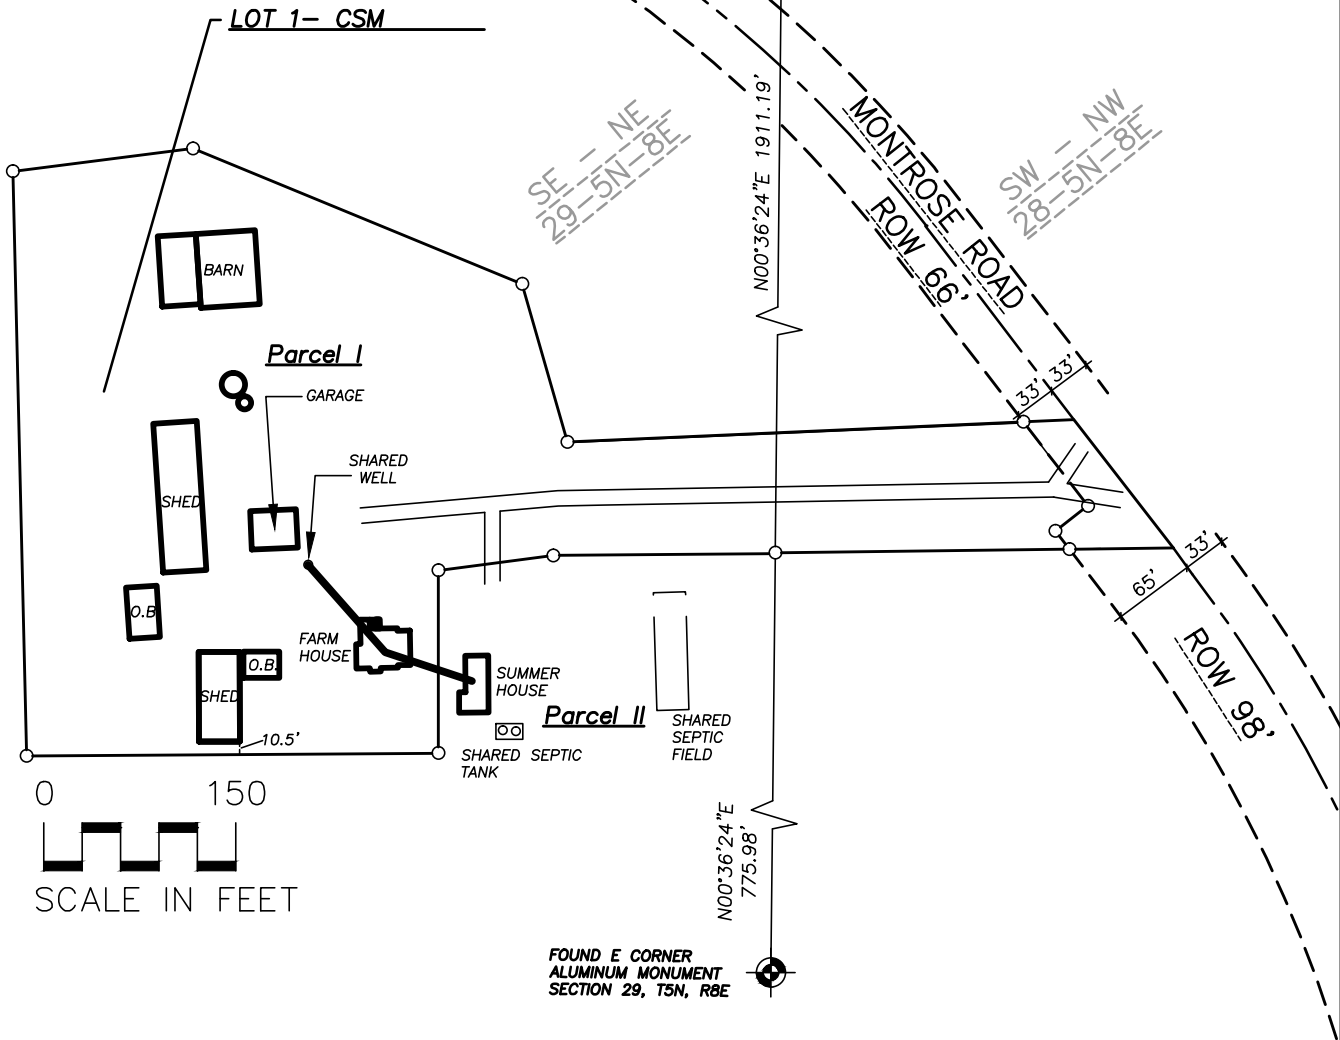 LOT 1- CSM
SE - NE
29-5N-8E
N00°36'24"E 1911.19'
MONTROSE ROAD
ROW 66'
SW - NW
28-5N-8E
BARN
Parcel I
GARAGE
33'
33'
SHARED
WELL
SHED
33'
65'
O.B
FARM
HOUSE
O.B.
SHED
SUMMER
HOUSE
Parcel II
ROW 98'
10.5'
SHARED SEPTIC
TANK
SHARED
SEPTIC
FIELD
0 150
SCALE IN FEET
N00°36'24"E
775.98'
FOUND E CORNER
ALUMINUM MONUMENT
SECTION 29, T5N, R8E